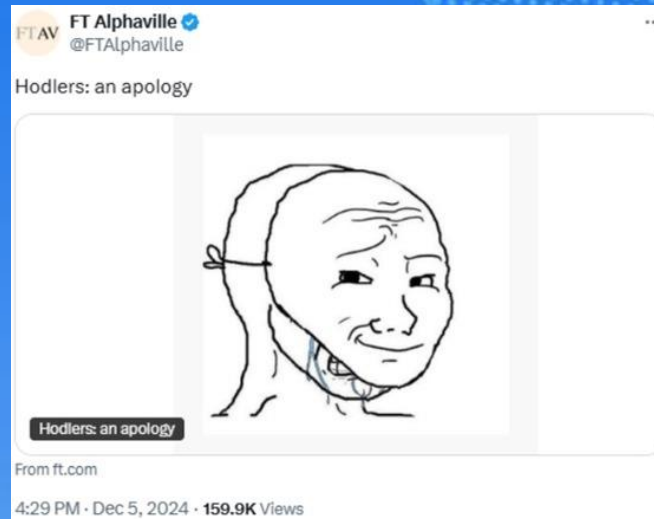 FT Alphaville
FTAV
@FTAlphaville
Hodlers: an apology
Hodlers: an apology
From ft.com
4:29 PM · Dec 5, 2024 · 159.9K Views